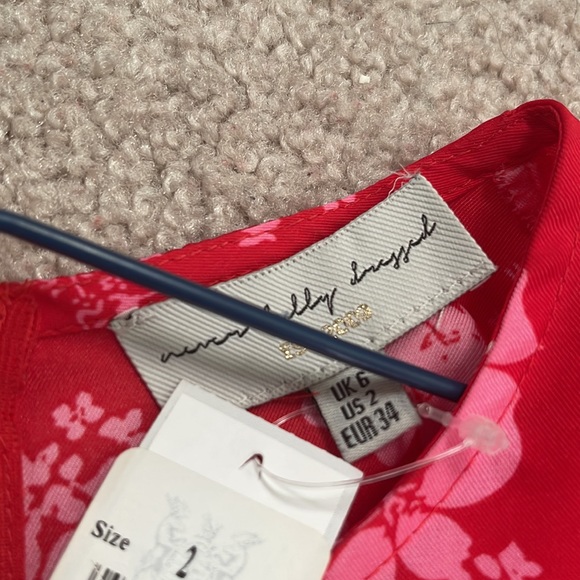 never fully dressed
UK 6
US 2
EUR 34
Size 2